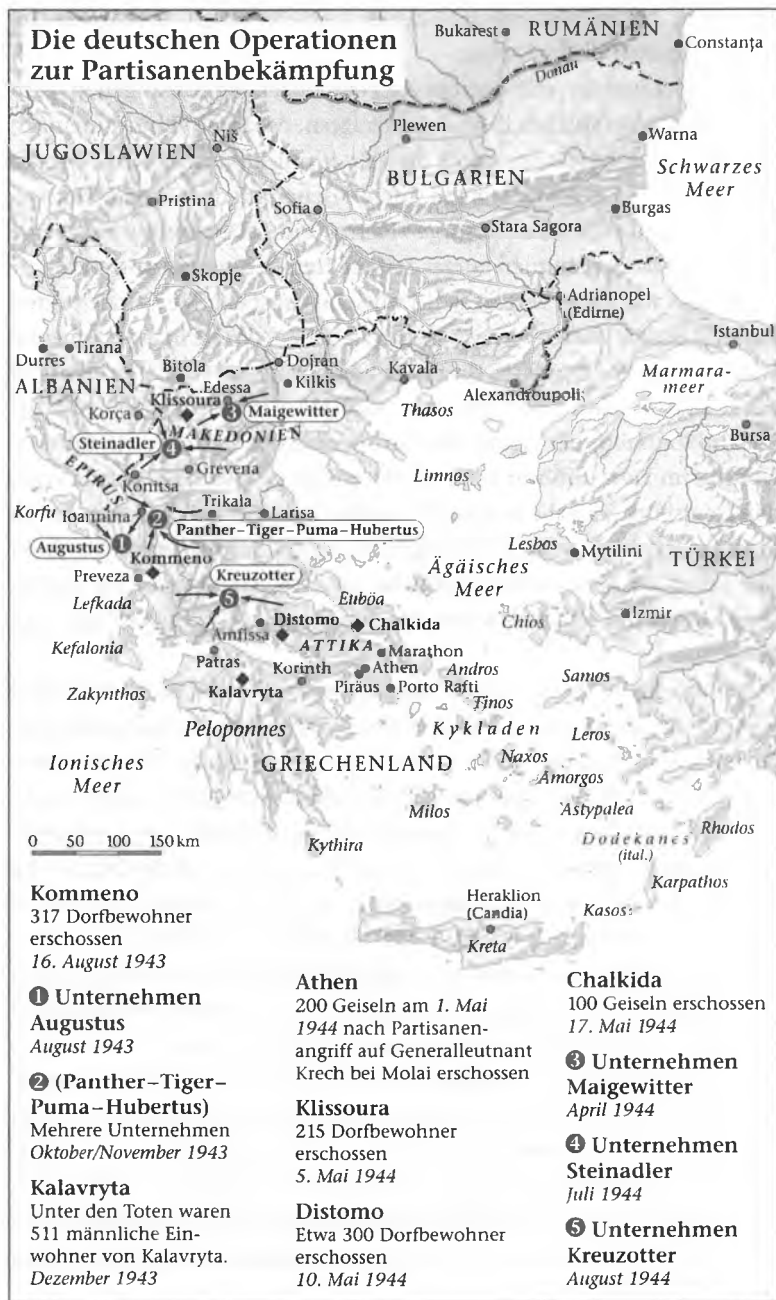 Die deutschen Operationen
zur Partisanenbekämpfung
Bukarest
RUMÄNIEN
Constanţa
Donau
Plewen
Warna
Niš
JUGOSLAWIEN
BULGARIEN
Schwarzes
Meer
Pristina
Sofia
Burgas
Stara Sagora
Skopje
Adrianopel
(Edirne)
Istanbul
Durres
Tirana
Bitola
Dojran
Kavala
Marmara-
meer
ALBANIEN
Edessa
Kilkis
Alexandroupoli
Klissoura
Thasos
Korça
3
Maigewitter
MAKEDONIEN
Bursa
Steinadler
4
EPIRUS
Grevena
Limnos
Konitsa
Trikala
Larisa
Korfu
Ioannina
2
Panther–Tiger–Puma–Hubertus
Lesbos
Mytilini
Augustus
1
Kommeno
TÜRKEI
Ägäisches
Meer
Preveza
Kreuzotter
Lefkada
5
Euböa
Distomo
Chalkida
Chios
Izmir
Amfissa
ATTIKA
Kefalonia
Marathon
Patras
Korinth
Athen
Andros
Samos
Zakynthos
Kalavryta
Piräus
Porto Rafti
Tinos
Peloponnes
Kykladen
Leros
Ionisches
Meer
GRIECHENLAND
Naxos
Amorgos
Milos
Astypalea
Rhodos
Dodekanes
(ital.)
0 50 100 150 km
Kythira
Karpathos
Heraklion
(Candia)
Kasos
Kreta
Kommeno
317 Dorfbewohner
erschossen
16. August 1943
1 Unternehmen
Augustus
August 1943
2 (Panther–Tiger–
Puma–Hubertus)
Mehrere Unternehmen
Oktober/November 1943
Kalavryta
Unter den Toten waren
511 männliche Ein-
wohner von Kalavryta.
Dezember 1943
Athen
200 Geiseln am 1. Mai
1944 nach Partisanen-
angriff auf Generalleutnant
Krech bei Molai erschossen
Klissoura
215 Dorfbewohner
erschossen
5. Mai 1944
Distomo
Etwa 300 Dorfbewohner
erschossen
10. Mai 1944
Chalkida
100 Geiseln erschossen
17. Mai 1944
3 Unternehmen
Maigewitter
April 1944
4 Unternehmen
Steinadler
Juli 1944
5 Unternehmen
Kreuzotter
August 1944